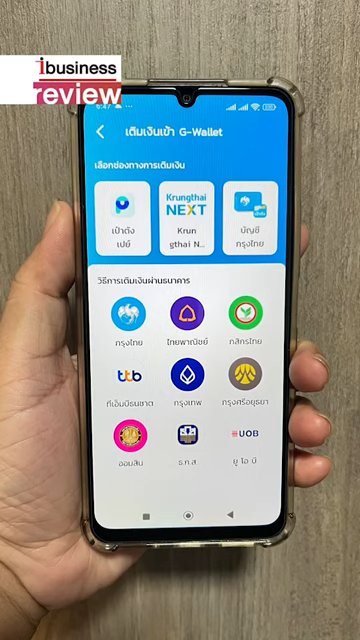 ibusiness
review
5:47
เติมเงินเข้า G-Wallet
เลือกช่องทางการเติมเงิน
Krungthai
NEXT
เป๋าตัง
เปย์
Krun
gthai N...
บัญชี
กรุงไทย
วิธีการเติมเงินผ่านธนาคาร
กรุงไทย
ไทยพาณิชย์
กสิกรไทย
ttb
ทีเอ็มบีธนชาต
กรุงเทพ
กรุงศรีอยุธยา
UOB
ออมสิน
ธ.ก.ส.
ยู โอ บี